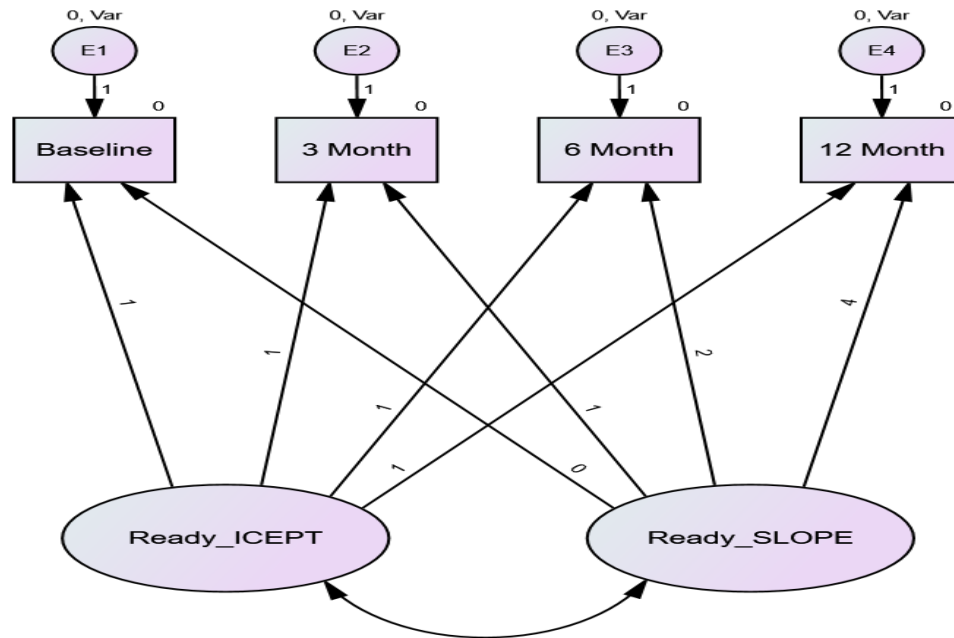 0, Var 0, Var 0, Var 0, Var
E1 E2 E3 E4
1 0 1 0 1 0 1 0
Baseline 3 Month 6 Month 12 Month
1 1 1 1 0 1 2 4
Ready_ICEPT Ready_SLOPE